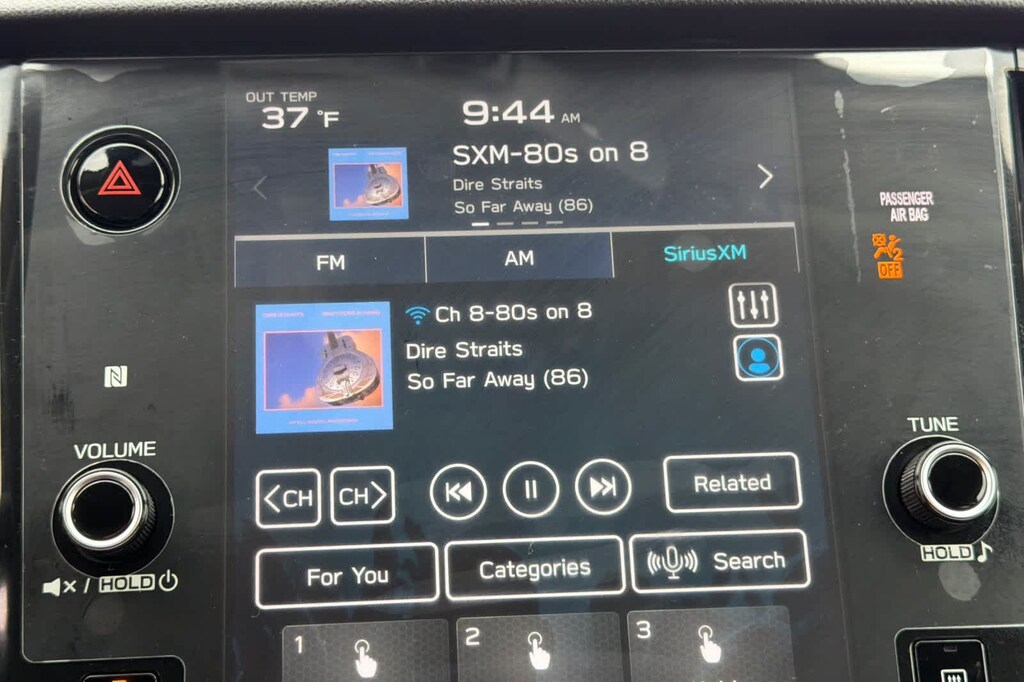 OUT TEMP
37 °F
9:44 AM
SXM-80s on 8
Dire Straits
So Far Away (86)
PASSENGER
AIR BAG
2
OFF
FM
AM
SiriusXM
Ch 8-80s on 8
Dire Straits
So Far Away (86)
N
VOLUME
TUNE
<CH
CH>
Related
HOLD
/ HOLD
For You
Categories
Search
1
2
3